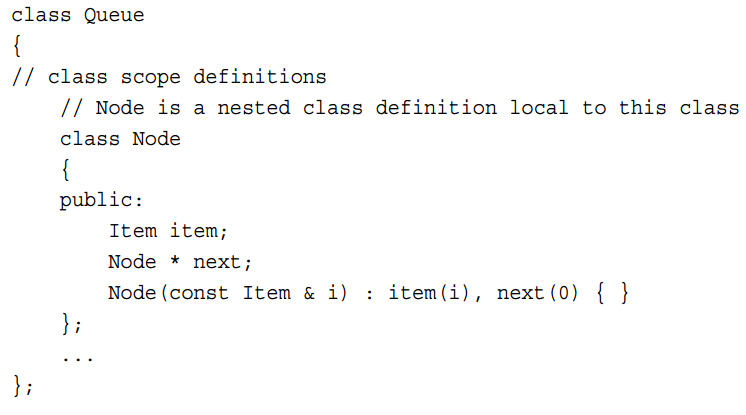 class Queue
{
// class scope definitions
    // Node is a nested class definition local to this class
    class Node
    {
    public:
        Item item;
        Node * next;
        Node(const Item & i) : item(i), next(0) { }
    };
    ...
};